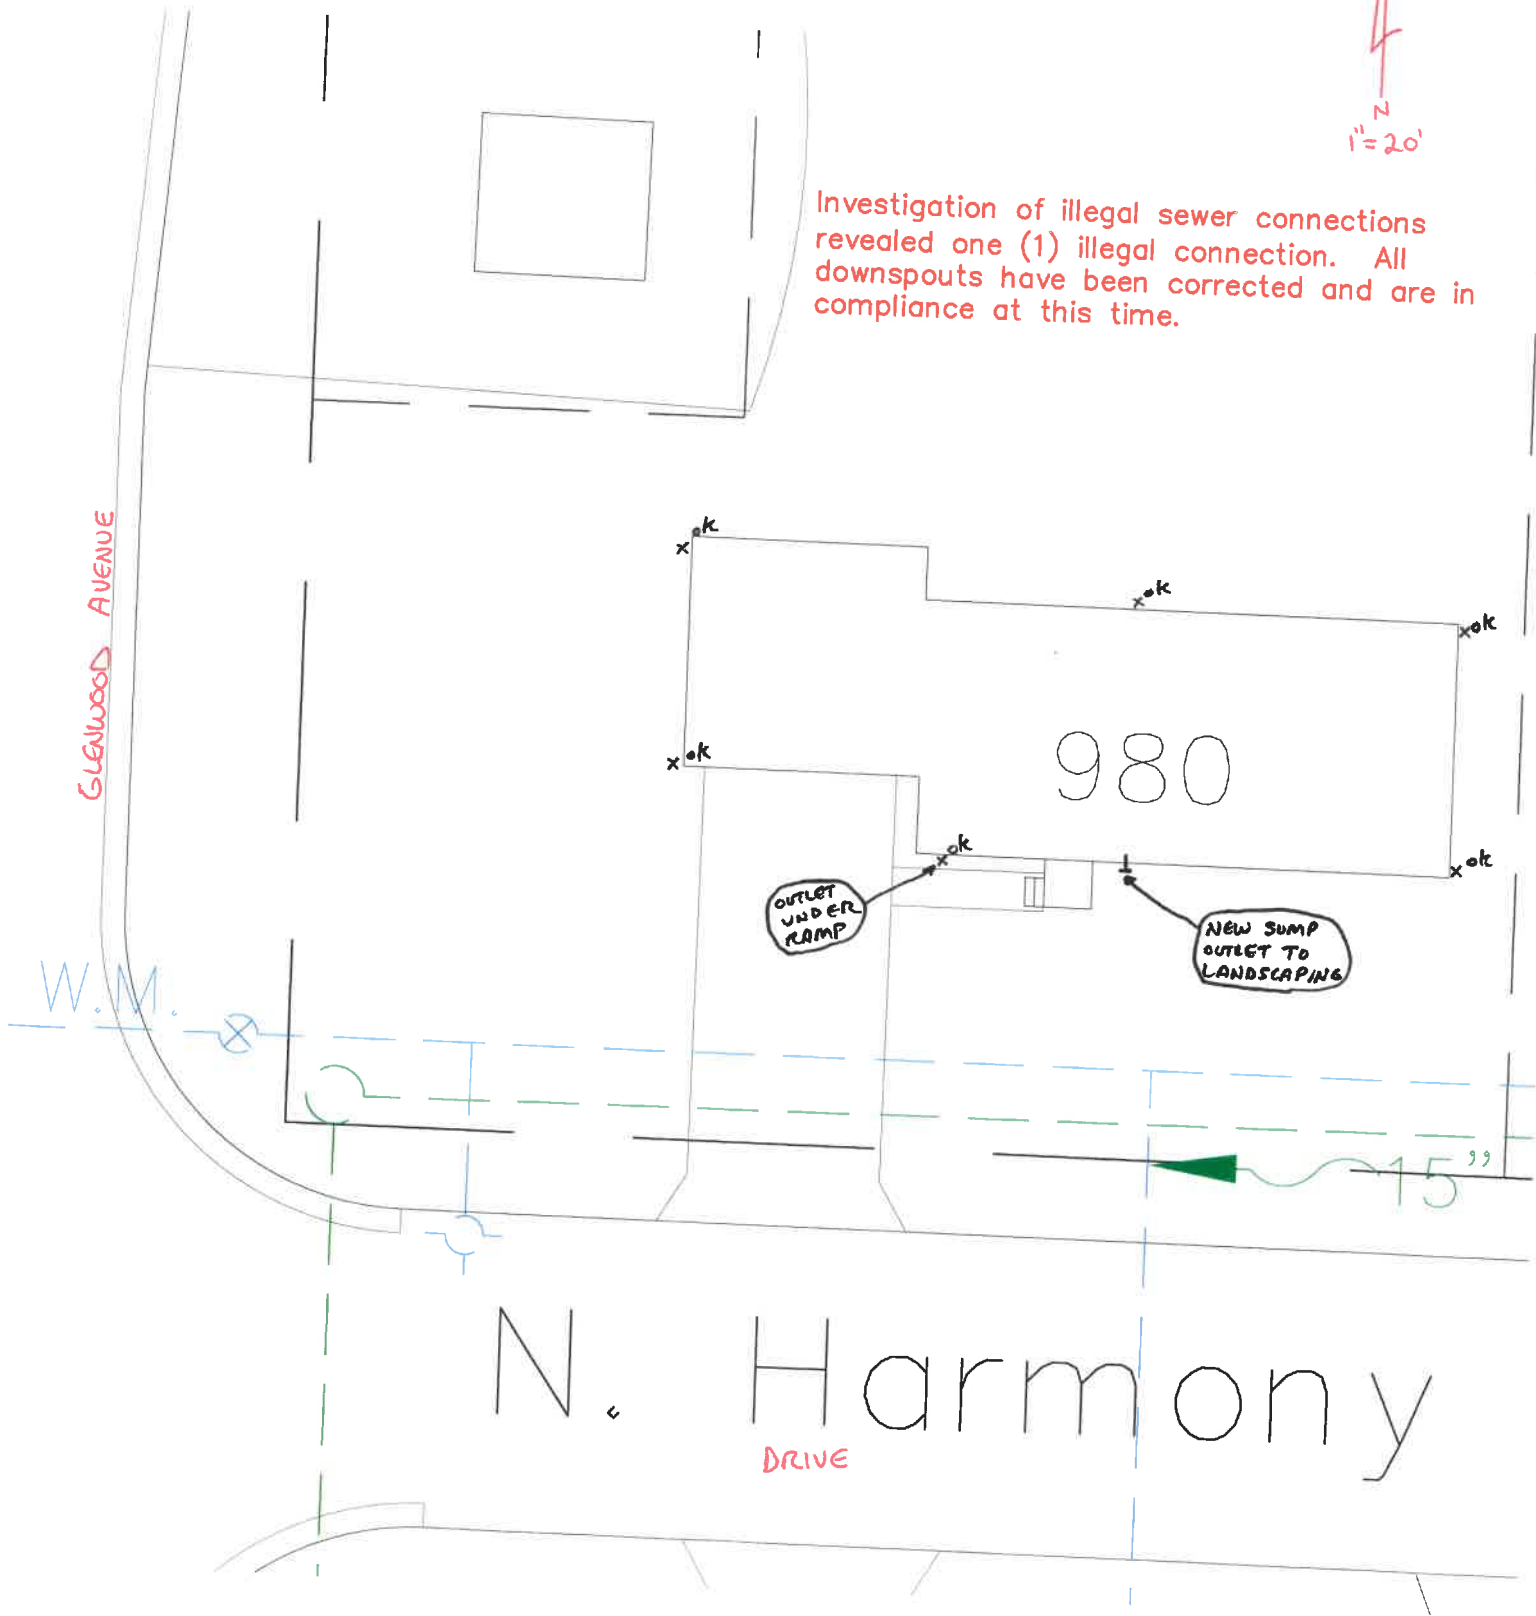 N
1"=20'
Investigation of illegal sewer connections
revealed one (1) illegal connection. All
downspouts have been corrected and are in
compliance at this time.
GLENWOOD AVENUE
ok
ok
ok
ok
980
ok
ok
OUTLET
UNDER
RAMP
NEW SUMP
OUTLET TO
LANDSCAPING
W.M.
15"
N. Harmony
DRIVE